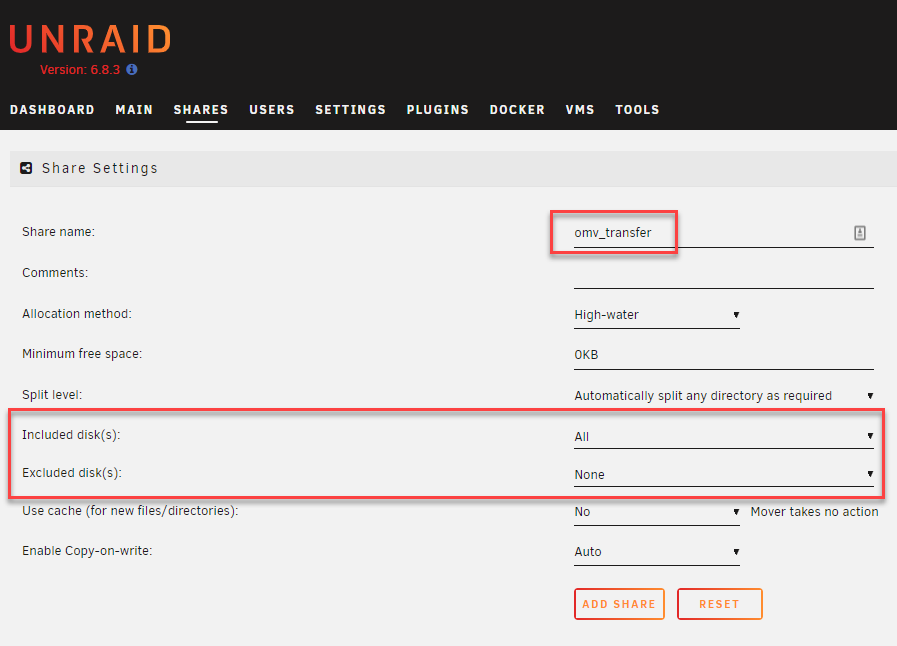 UNRAID
Version: 6.8.3
DASHBOARD MAIN SHARES USERS SETTINGS PLUGINS DOCKER VMS TOOLS
Share Settings
Share name: omv_transfer
Comments:
Allocation method: High-water
Minimum free space: 0KB
Split level: Automatically split any directory as required
Included disk(s): All
Excluded disk(s): None
Use cache (for new files/directories): No Mover takes no action
Enable Copy-on-write: Auto
ADD SHARE RESET